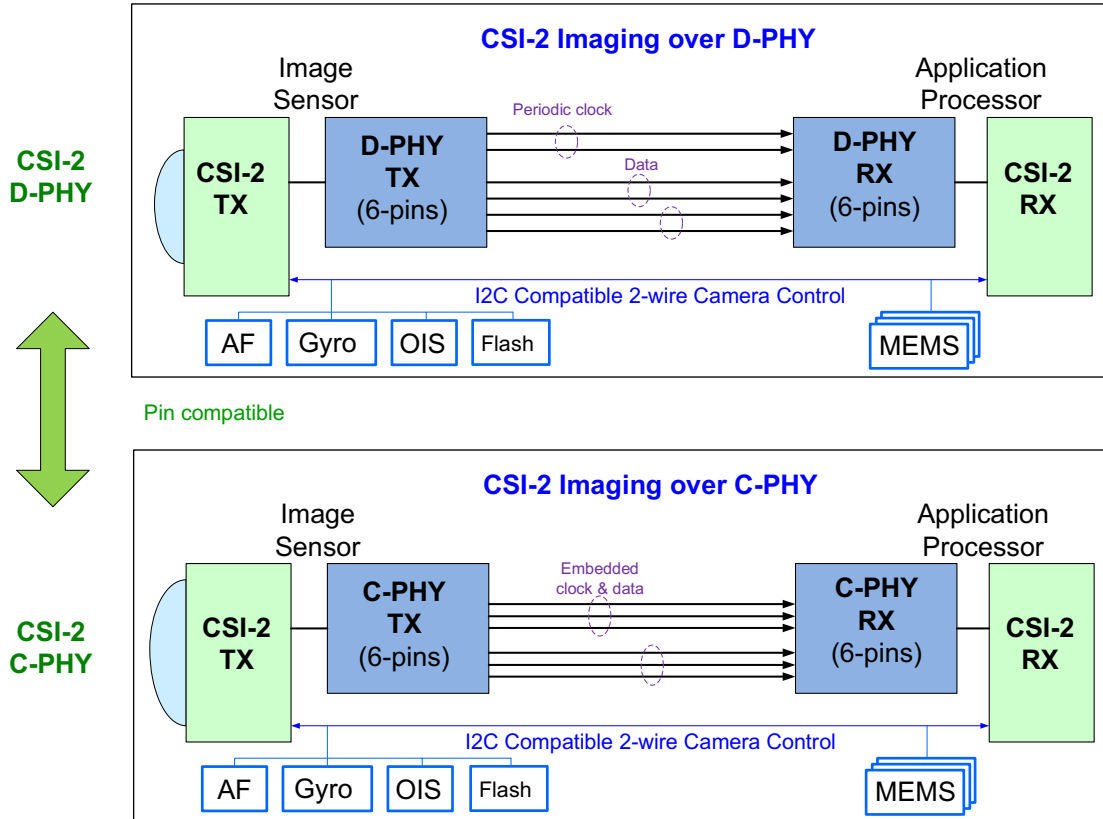 CSI-2 Imaging over D-PHY
Image
Sensor
Application
Processor
Periodic clock
CSI-2
D-PHY
CSI-2
TX
D-PHY
TX
(6-pins)
Data
D-PHY
RX
(6-pins)
CSI-2
RX
I2C Compatible 2-wire Camera Control
AF
Gyro
OIS
Flash
MEMS
Pin compatible
CSI-2 Imaging over C-PHY
Image
Sensor
Application
Processor
Embedded
clock & data
CSI-2
C-PHY
CSI-2
TX
C-PHY
TX
(6-pins)
C-PHY
RX
(6-pins)
CSI-2
RX
I2C Compatible 2-wire Camera Control
AF
Gyro
OIS
Flash
MEMS